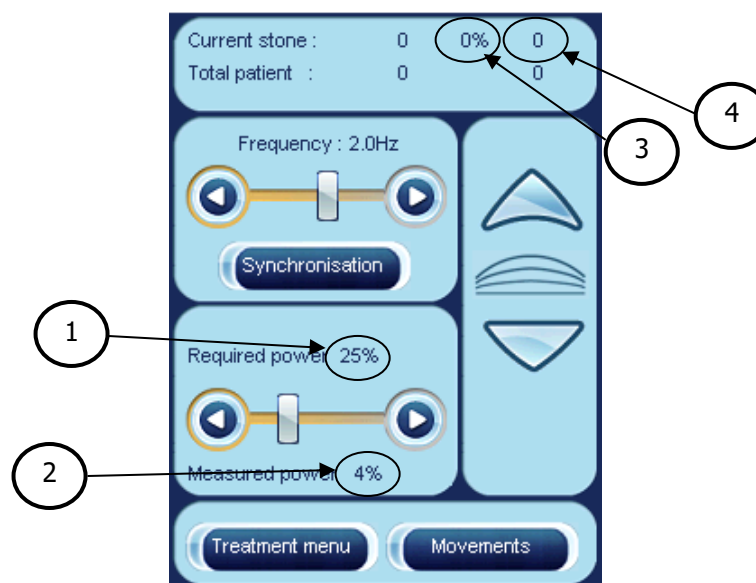 Current stone : 0 0% 0
Total patient : 0 0
4
3
Frequency : 2.0Hz
Synchronisation
1
Required power 25%
2
Measured power 4%
Treatment menu Movements